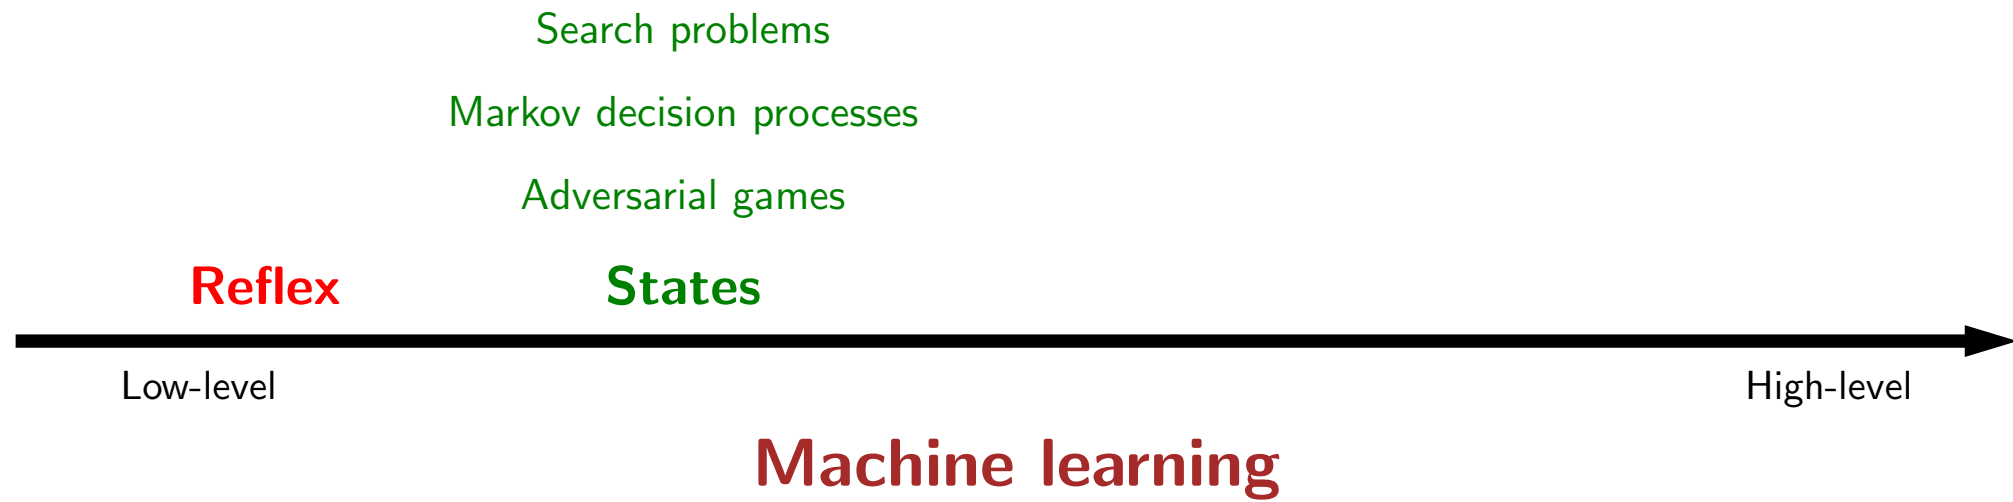 Search problems
Markov decision processes
Adversarial games
Reflex States
Low-level High-level
Machine learning